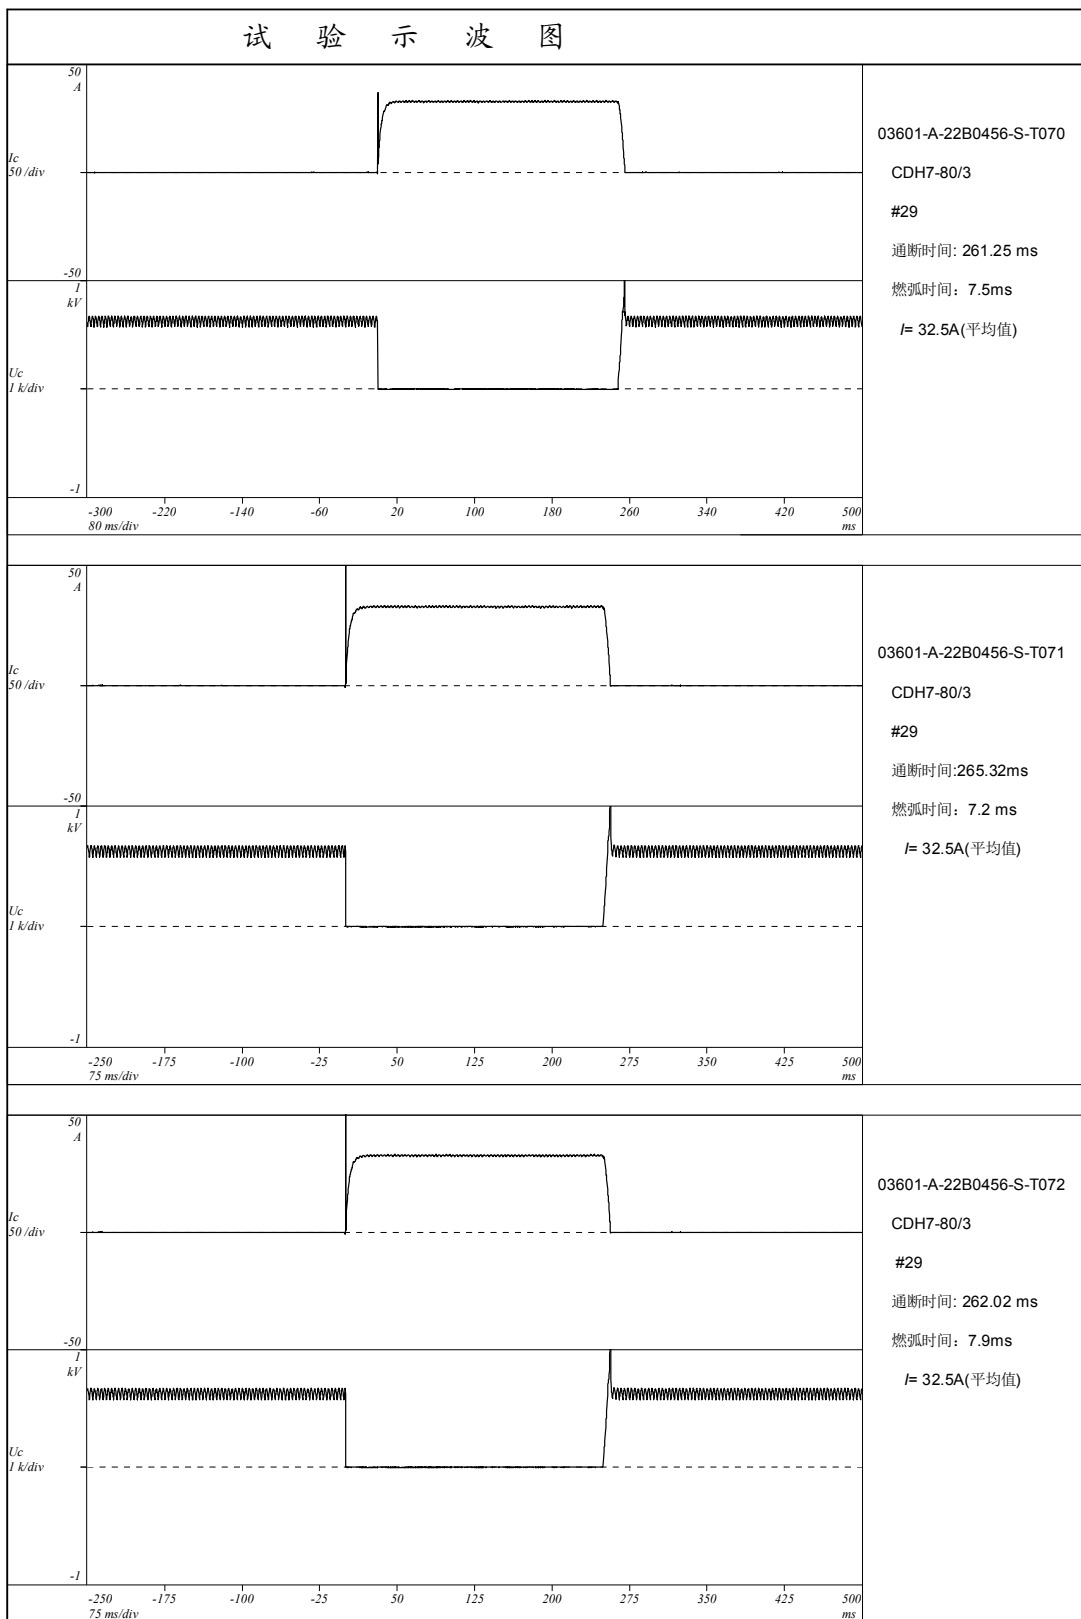 试 验 示 波 图
50
A
Ic
50 /div
-50
1
kV
Uc
1 k/div
-1
-300 -220 -140 -60 20 100 180 260 340 420 500
80 ms/div ms
03601-A-22B0456-S-T070
CDH7-80/3
#29
通断时间: 261.25 ms
燃弧时间：7.5ms
I= 32.5A(平均值)
50
A
Ic
50 /div
-50
1
kV
Uc
1 k/div
-1
-250 -175 -100 -25 50 125 200 275 350 425 500
75 ms/div ms
03601-A-22B0456-S-T071
CDH7-80/3
#29
通断时间:265.32ms
燃弧时间：7.2 ms
I= 32.5A(平均值)
50
A
Ic
50 /div
-50
1
kV
Uc
1 k/div
-1
-250 -175 -100 -25 50 125 200 275 350 425 500
75 ms/div ms
03601-A-22B0456-S-T072
CDH7-80/3
#29
通断时间: 262.02 ms
燃弧时间：7.9ms
I= 32.5A(平均值)